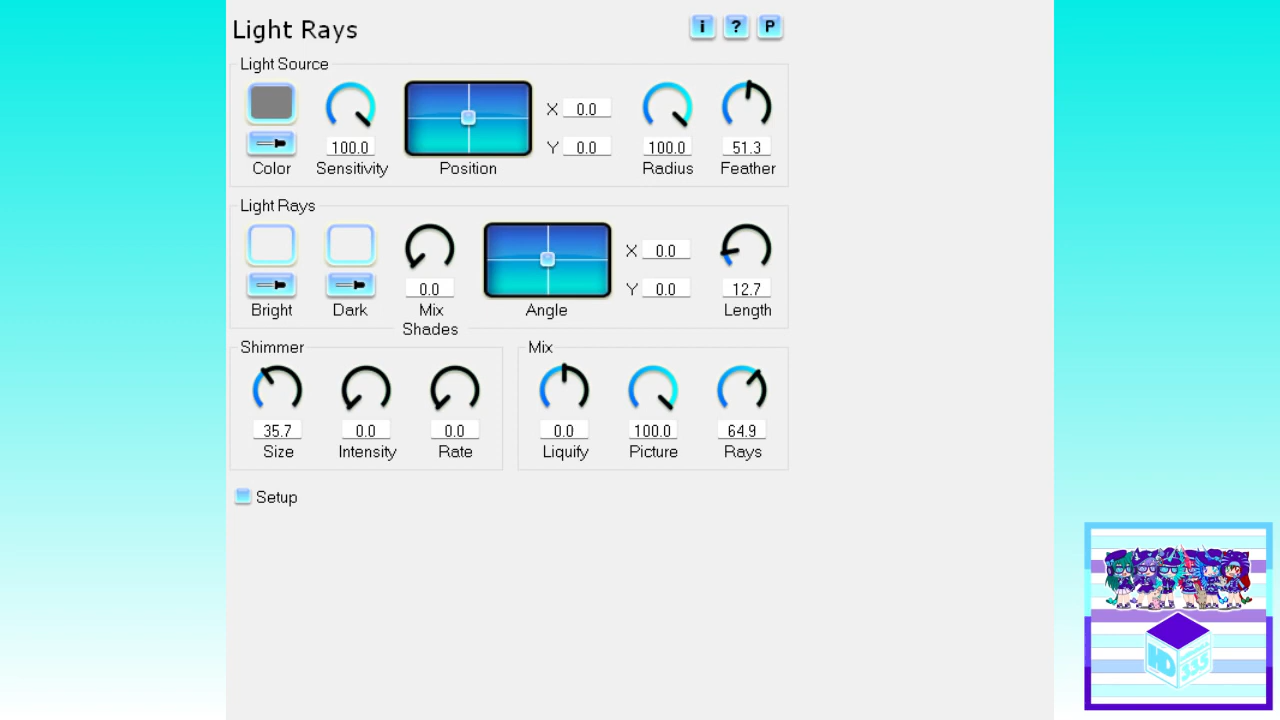 Light Rays
i ? P
Light Source
X 0.0
100.0 Y 0.0 100.0 51.3
Color Sensitivity Position Radius Feather
Light Rays
X 0.0
0.0 Y 0.0 12.7
Bright Dark Mix Angle Length
Shades
Shimmer Mix
35.7 0.0 0.0 0.0 100.0 64.9
Size Intensity Rate Liquify Picture Rays
Setup
HD
555